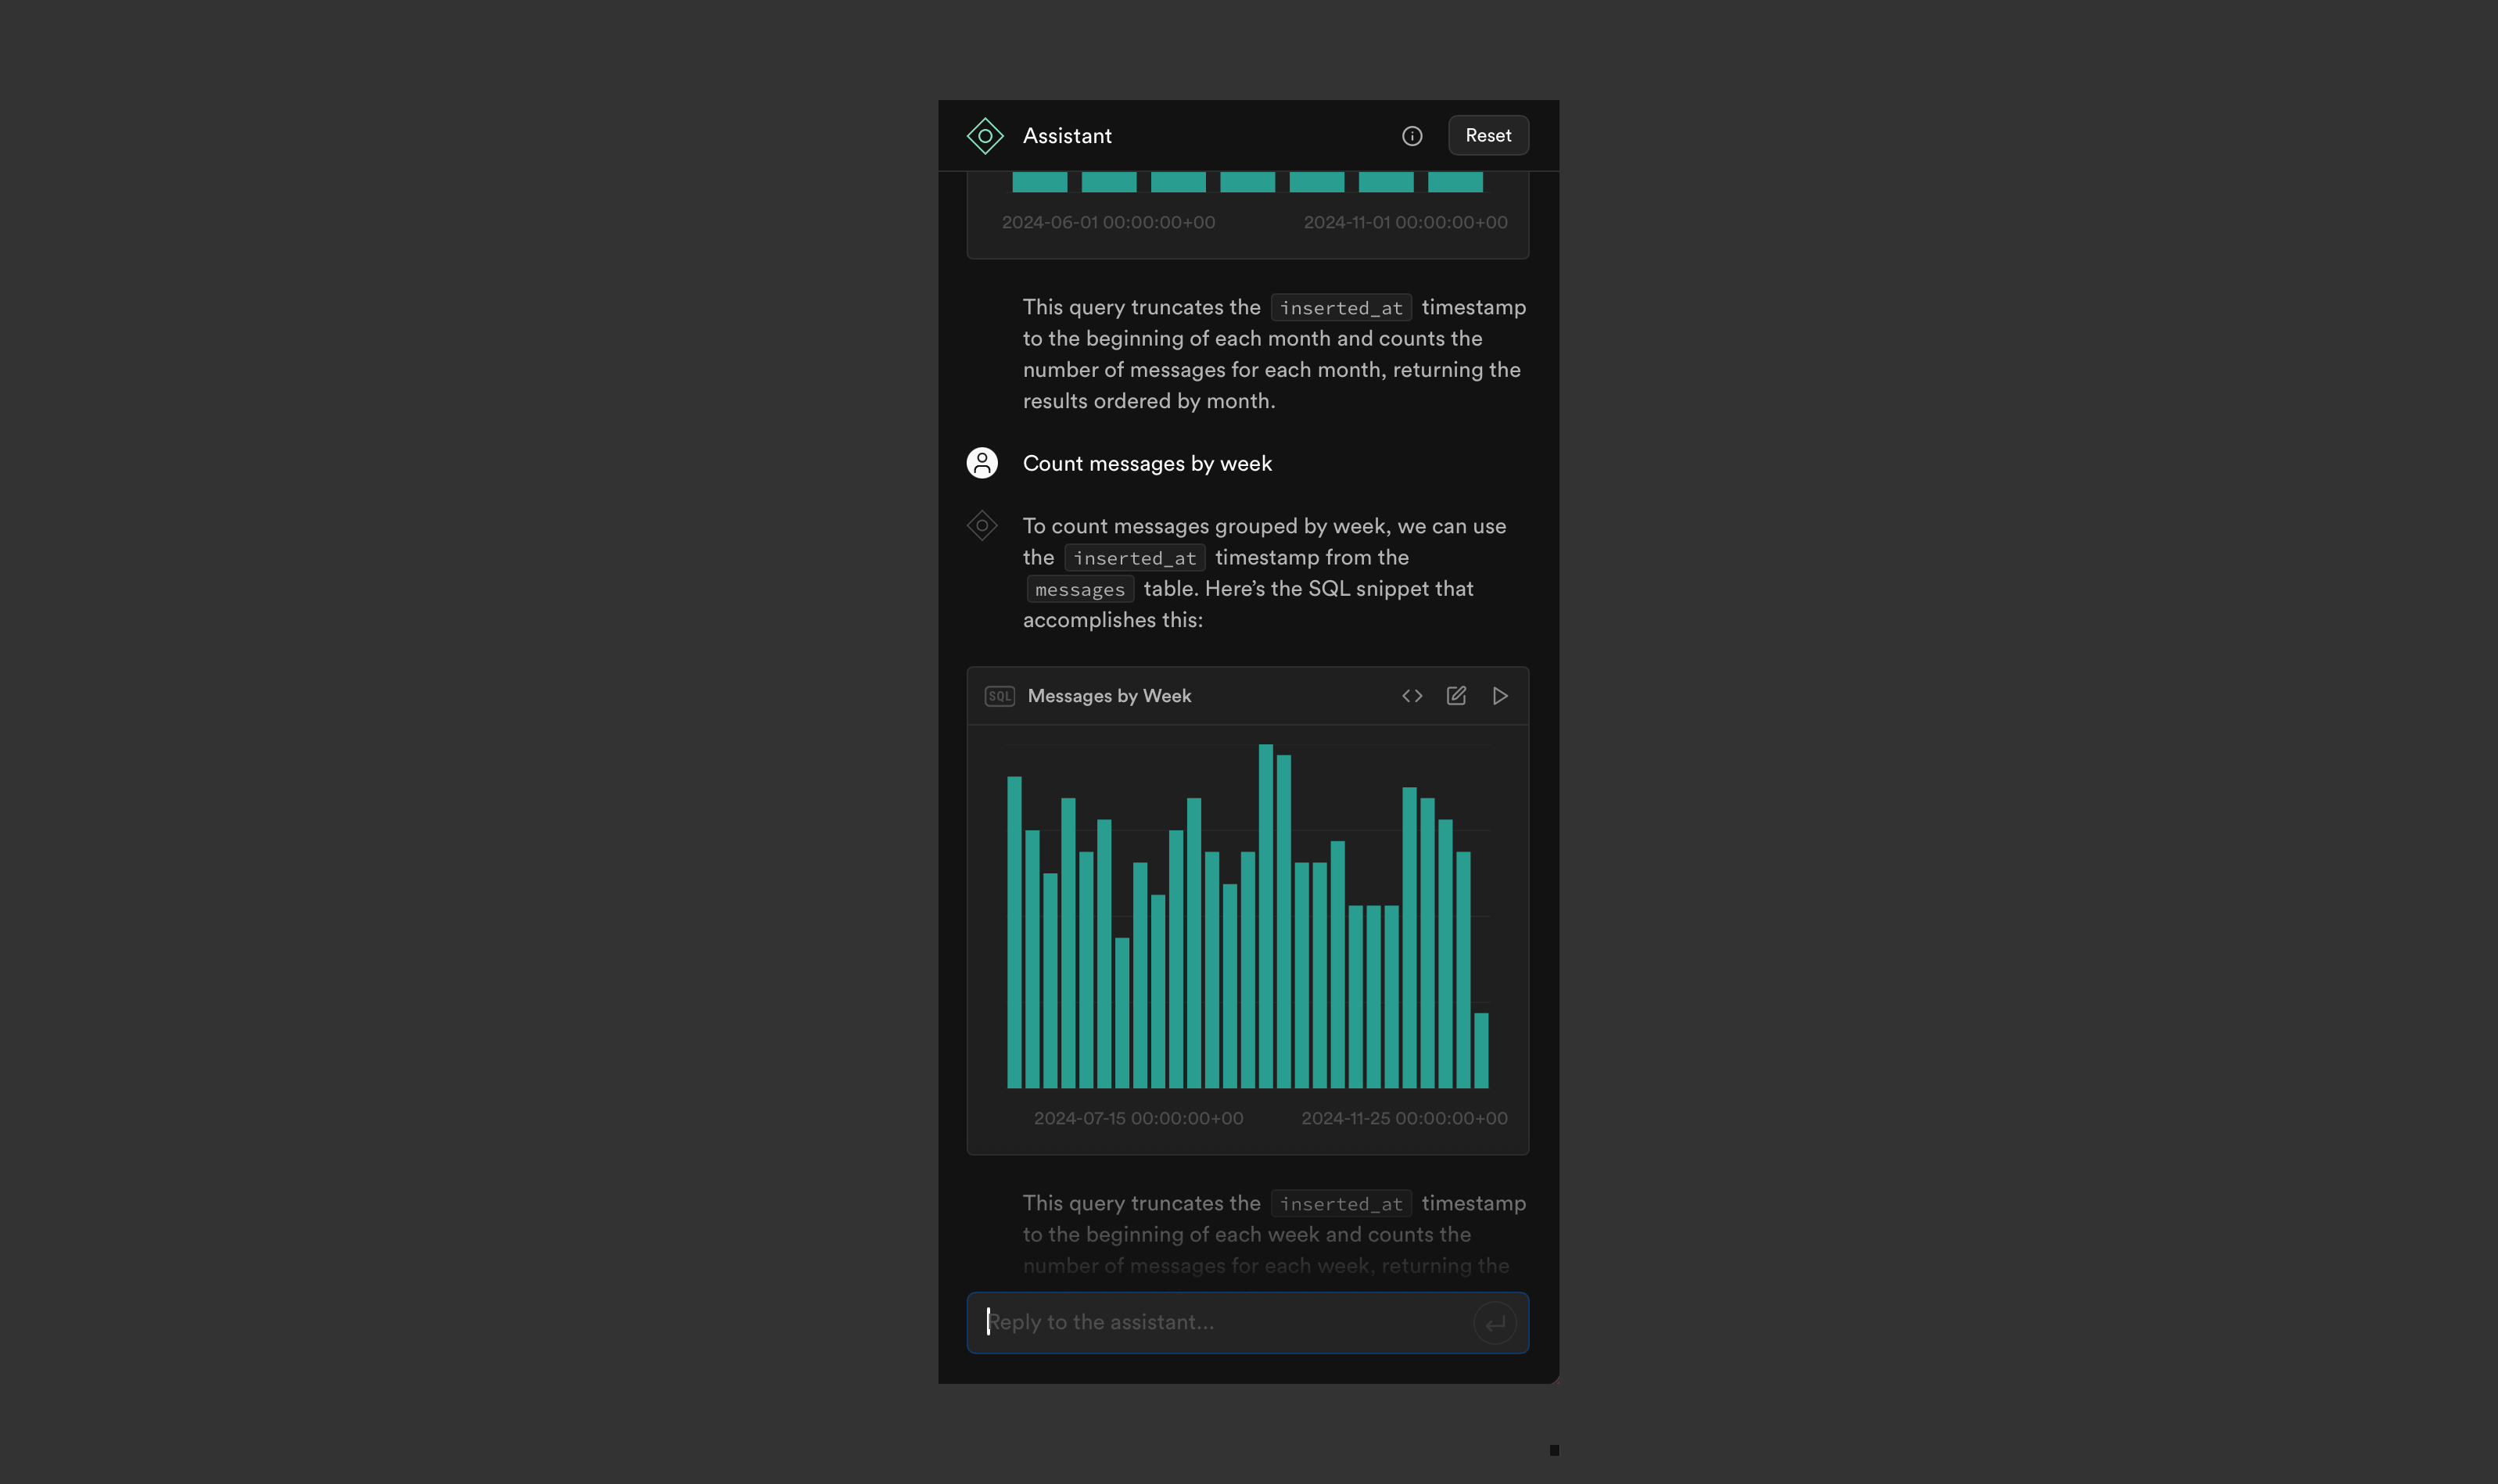 Assistant
Reset
2024-06-01 00:00:00+00 2024-11-01 00:00:00+00
This query truncates the inserted_at timestamp
to the beginning of each month and counts the
number of messages for each month, returning the
results ordered by month.
Count messages by week
To count messages grouped by week, we can use
the inserted_at timestamp from the
messages table. Here’s the SQL snippet that
accomplishes this:
SQL Messages by Week
2024-07-15 00:00:00+00 2024-11-25 00:00:00+00
This query truncates the inserted_at timestamp
to the beginning of each week and counts the
number of messages for each week, returning the
Reply to the assistant...